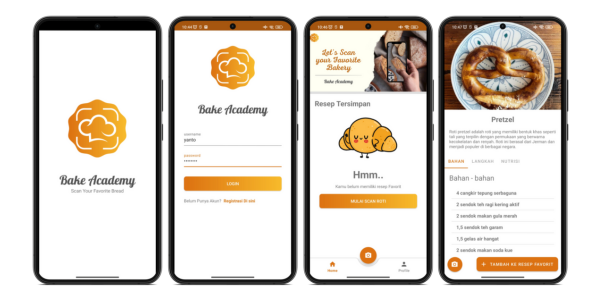 Bake Academy
Scan Your Favorite Bread
10:44
Bake Academy
username
yanto
password
LOGIN
Belum Punya Akun? Registrasi Di sini
Let's Scan
your Favorite
Bakery
Bake Academy
Resep Tersimpan
Hmm..
Kamu belum memiliki resep Favorit
MULAI SCAN ROTI
Home
Profile
10:47
Pretzel
Roti pretzel adalah roti yang memiliki bentuk khas seperti
tali yang terpilin dengan permukaan yang berwarna
kecokelatan dan renyah. Roti ini berasal dari Jerman dan
menjadi populer di berbagai negara.
BAHAN LANGKAH NUTRISI
Bahan - bahan
4 cangkir tepung serbaguna
2 sendok teh ragi kering aktif
2 sendok makan gula merah
1,5 sendok teh garam
1,5 gelas air hangat
2 sendok makan soda kue
+ TAMBAH KE RESEP FAVORIT